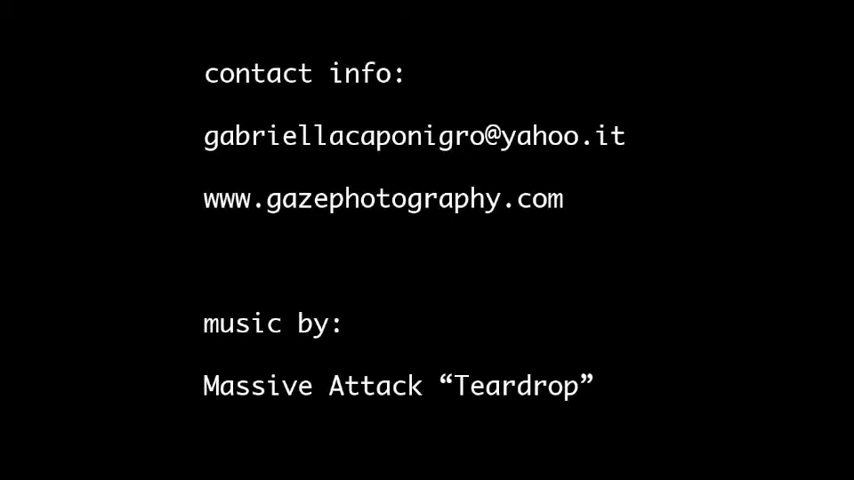 contact info:
gabriellacaponigro@yahoo.it
www.gazephotography.com
music by:
Massive Attack “Teardrop”